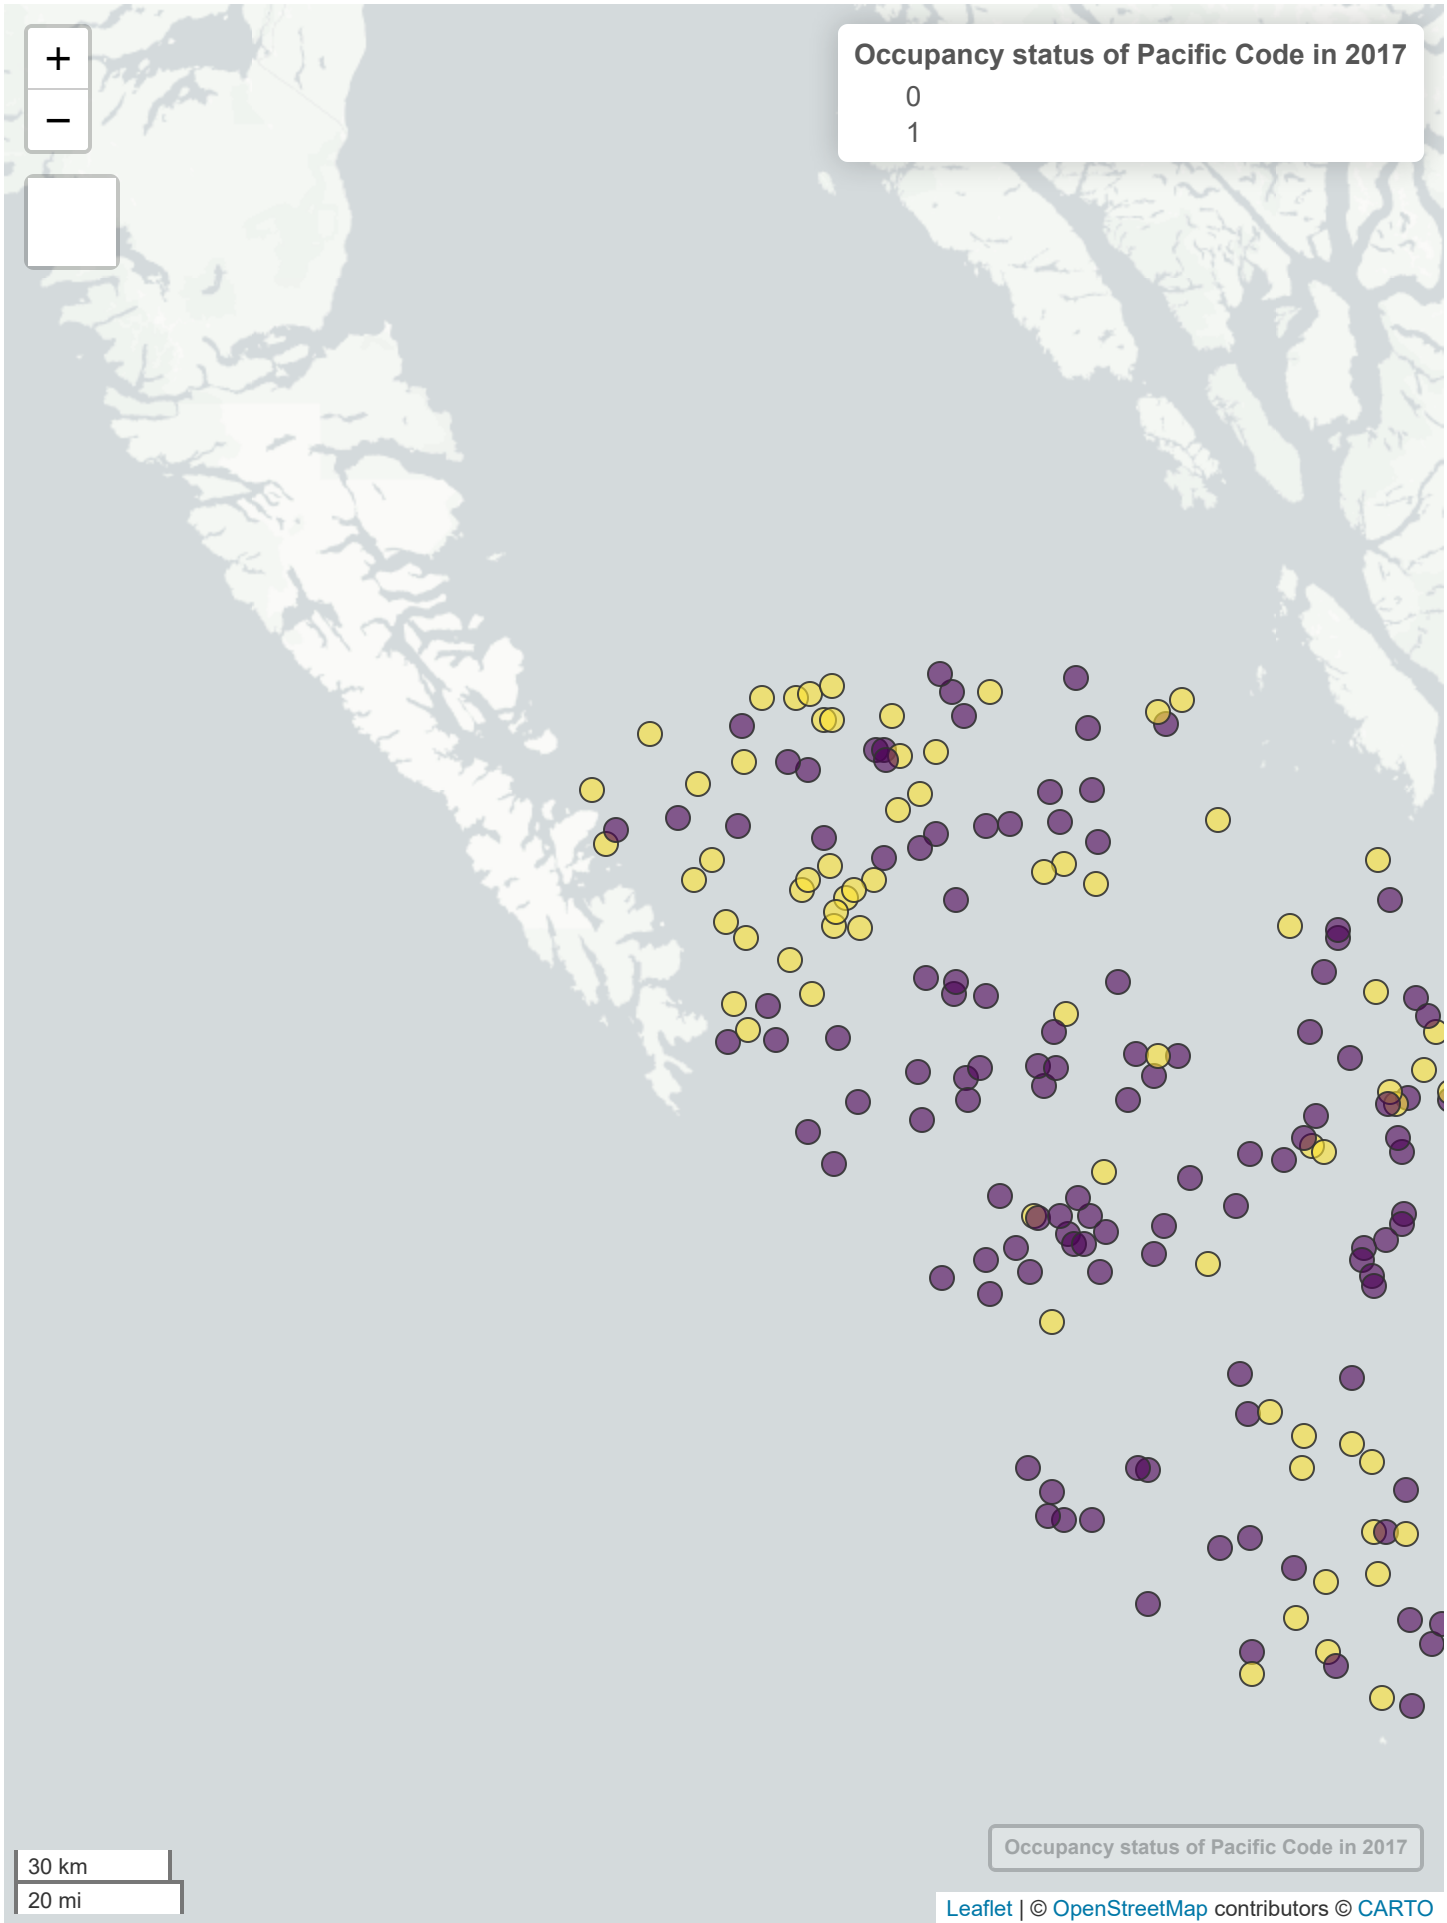 +
−
Occupancy status of Pacific Code in 2017
0
1
Occupancy status of Pacific Code in 2017
30 km
20 mi
Leaflet | © OpenStreetMap contributors © CARTO